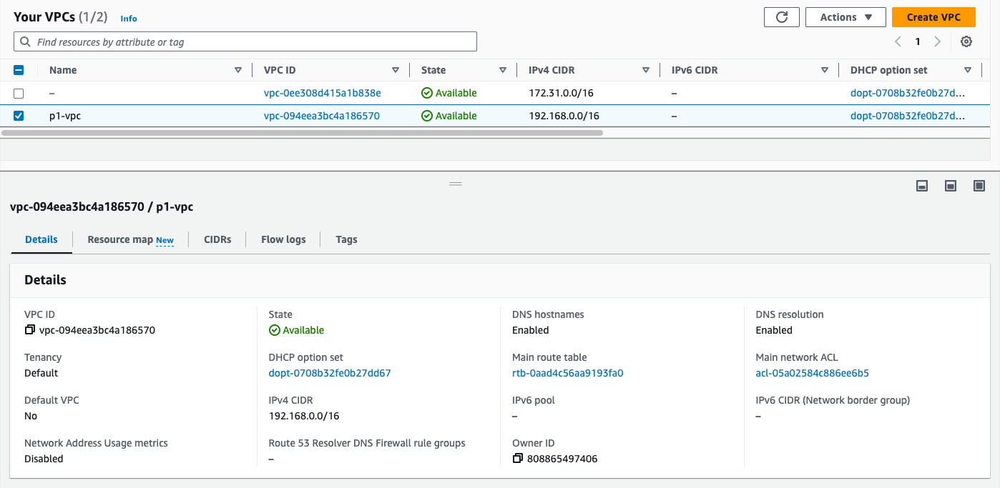 Your VPCs (1/2) Info
Actions ▼
Create VPC
Find resources by attribute or tag
1
Name VPC ID State IPv4 CIDR IPv6 CIDR DHCP option set
– vpc-0ee308d415a1b838e Available 172.31.0.0/16 – dopt-0708b32fe0b27d…
p1-vpc vpc-094eea3bc4a186570 Available 192.168.0.0/16 – dopt-0708b32fe0b27d…
vpc-094eea3bc4a186570 / p1-vpc
Details Resource map New CIDRs Flow logs Tags
Details
VPC ID State DNS hostnames DNS resolution
vpc-094eea3bc4a186570 Available Enabled Enabled
Tenancy DHCP option set Main route table Main network ACL
Default dopt-0708b32fe0b27dd67 rtb-0aad4c56aa9193fa0 acl-05a02584c886ee6b5
Default VPC IPv4 CIDR IPv6 pool IPv6 CIDR (Network border group)
No 192.168.0.0/16 – –
Network Address Usage metrics Route 53 Resolver DNS Firewall rule groups Owner ID
Disabled – 808865497406